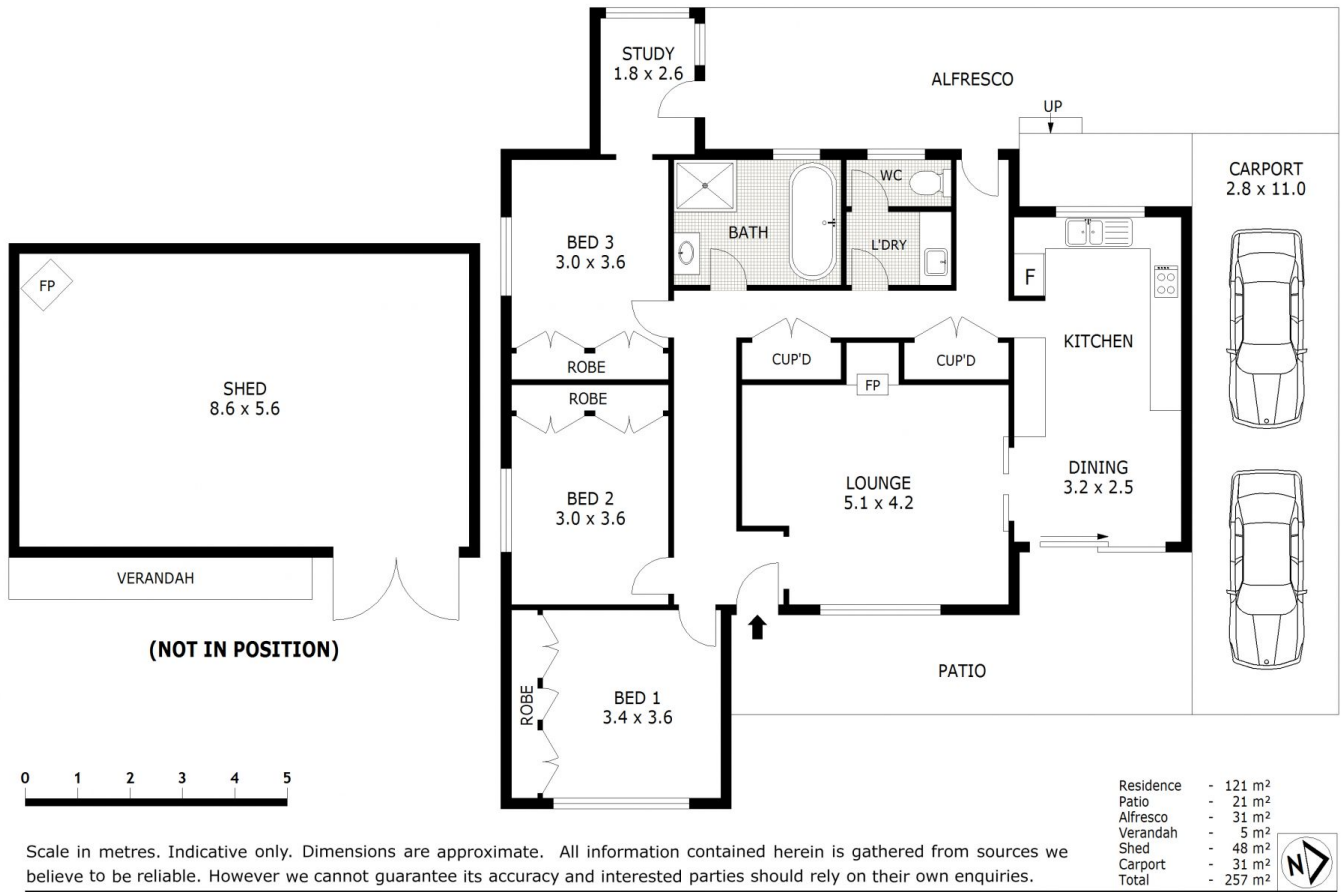 STUDY
1.8 x 2.6
ALFRESCO
UP
CARPORT
2.8 x 11.0
WC
BATH
L'DRY
BED 3
3.0 x 3.6
FP
F
KITCHEN
CUP'D
CUP'D
ROBE
FP
SHED
8.6 x 5.6
ROBE
LOUNGE
5.1 x 4.2
DINING
3.2 x 2.5
BED 2
3.0 x 3.6
VERANDAH
(NOT IN POSITION)
PATIO
ROBE
BED 1
3.4 x 3.6
0 1 2 3 4 5
Residence - 121 m²
Patio - 21 m²
Alfresco - 31 m²
Verandah - 5 m²
Shed - 48 m²
Carport - 31 m²
Total - 257 m²
N
Scale in metres. Indicative only. Dimensions are approximate. All information contained herein is gathered from sources we
believe to be reliable. However we cannot guarantee its accuracy and interested parties should rely on their own enquiries.